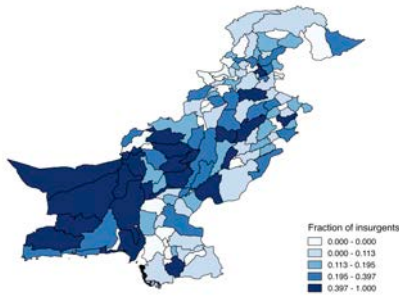 Fraction of insurgents
0.000 - 0.000
0.000 - 0.113
0.113 - 0.195
0.195 - 0.397
0.397 - 1.000